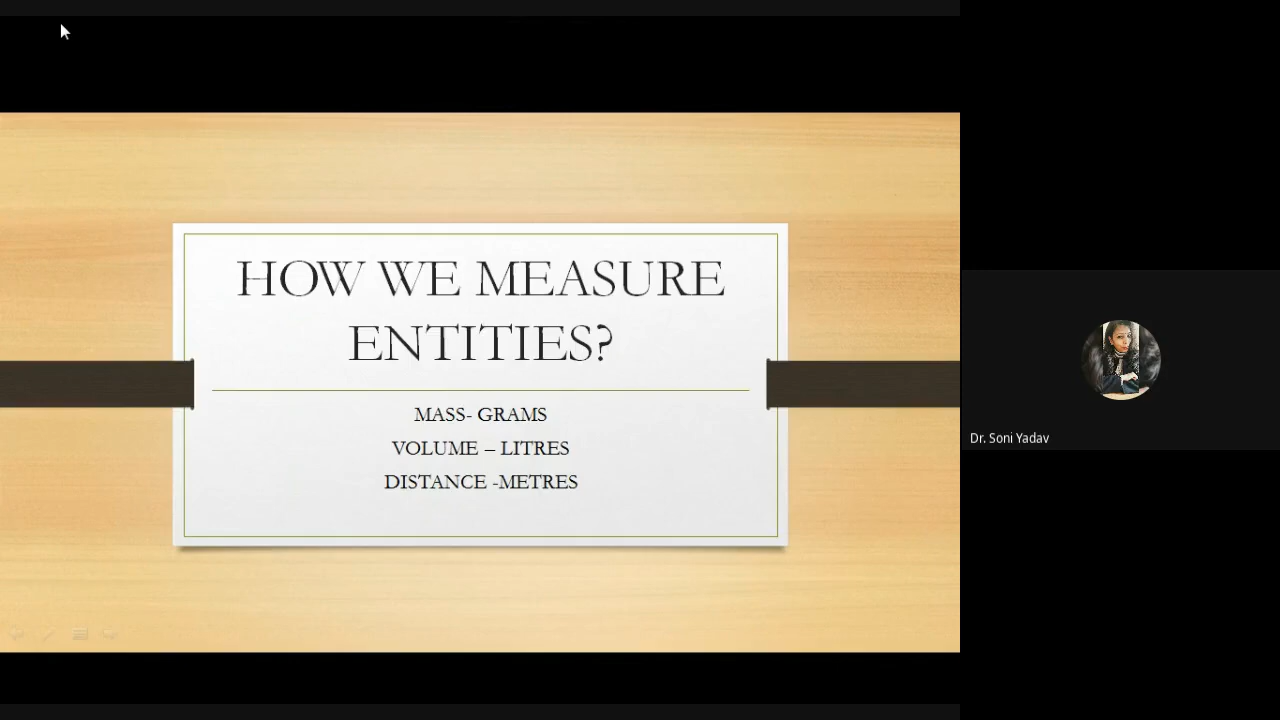 HOW WE MEASURE
ENTITIES?
MASS- GRAMS
VOLUME – LITRES
DISTANCE -METRES
Dr. Soni Yadav